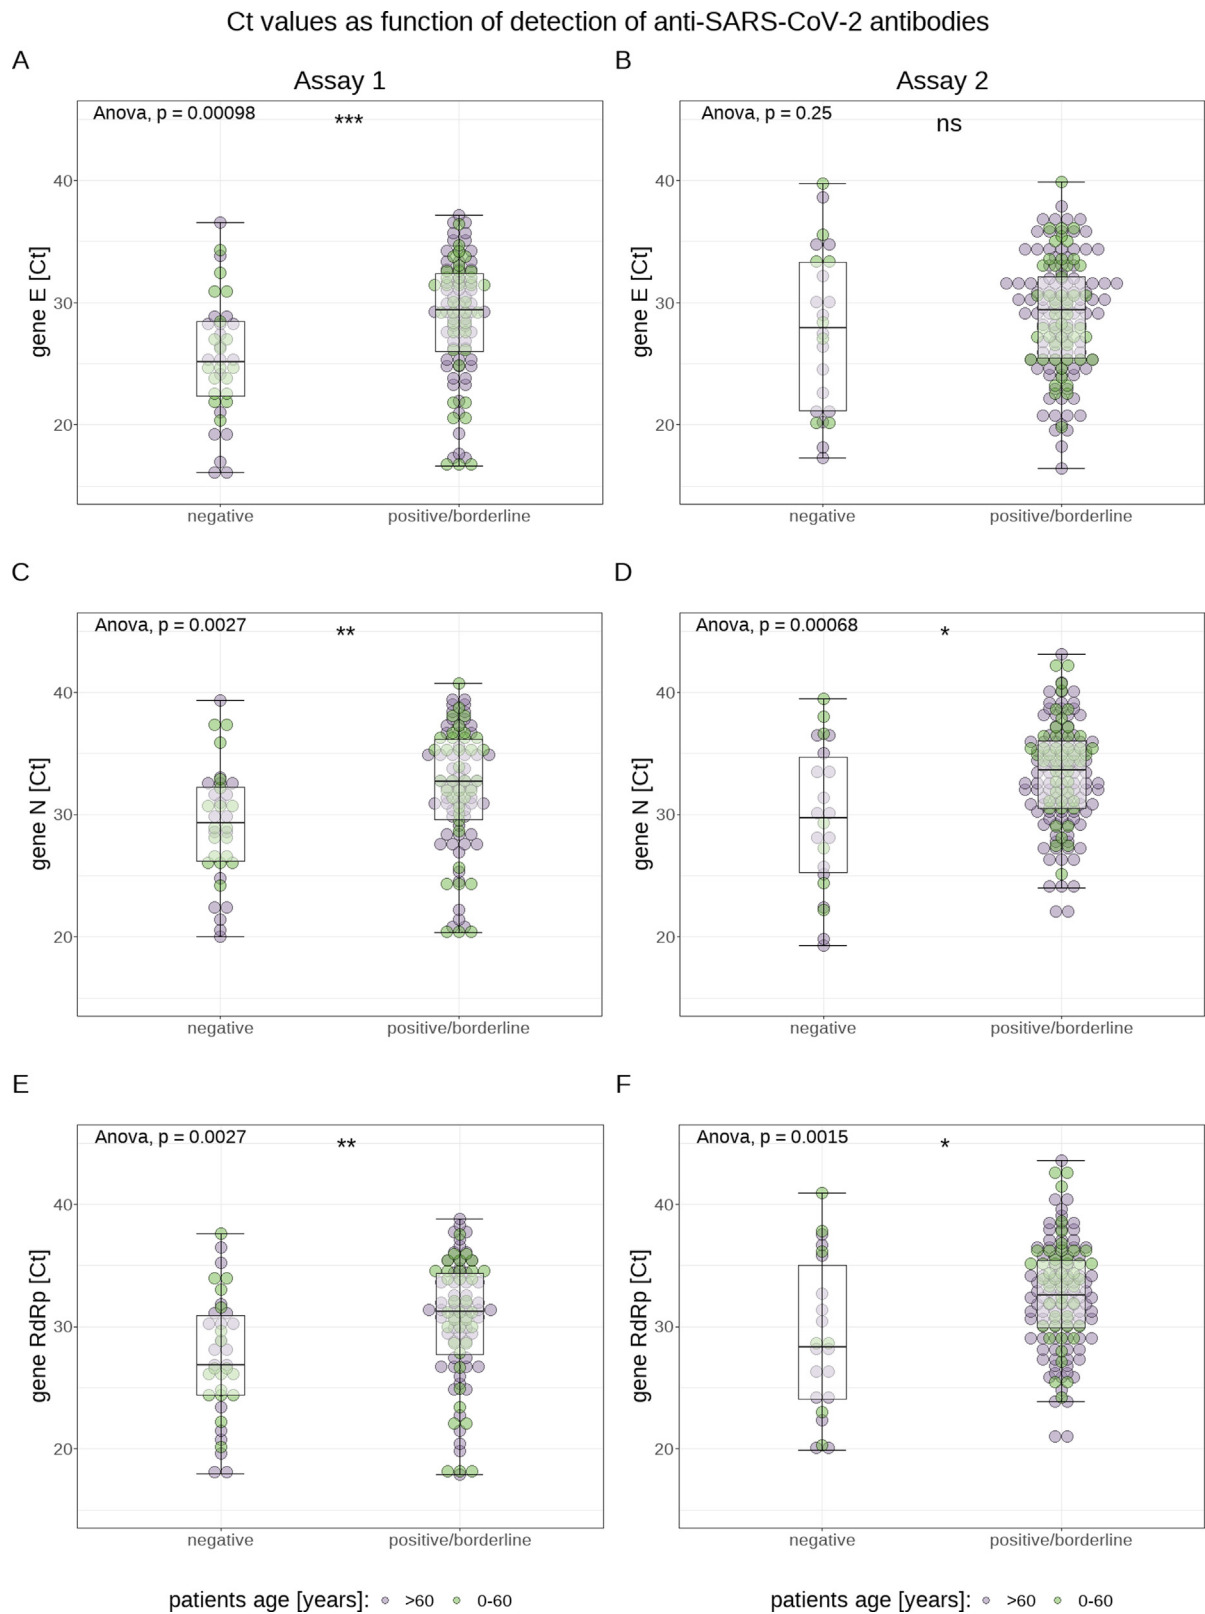 Ct values as function of detection of anti-SARS-CoV-2 antibodies
A
Assay 1
Anova, p = 0.00098
***
gene E [Ct]
40
30
20
negative
positive/borderline
B
Assay 2
Anova, p = 0.25
ns
gene E [Ct]
40
30
20
negative
positive/borderline
C
Anova, p = 0.0027
**
gene N [Ct]
40
30
20
negative
positive/borderline
D
Anova, p = 0.00068
*
gene N [Ct]
40
30
20
negative
positive/borderline
E
Anova, p = 0.0027
**
gene RdRp [Ct]
40
30
20
negative
positive/borderline
F
Anova, p = 0.0015
*
gene RdRp [Ct]
40
30
20
negative
positive/borderline
patients age [years]: >60 0-60
patients age [years]: >60 0-60